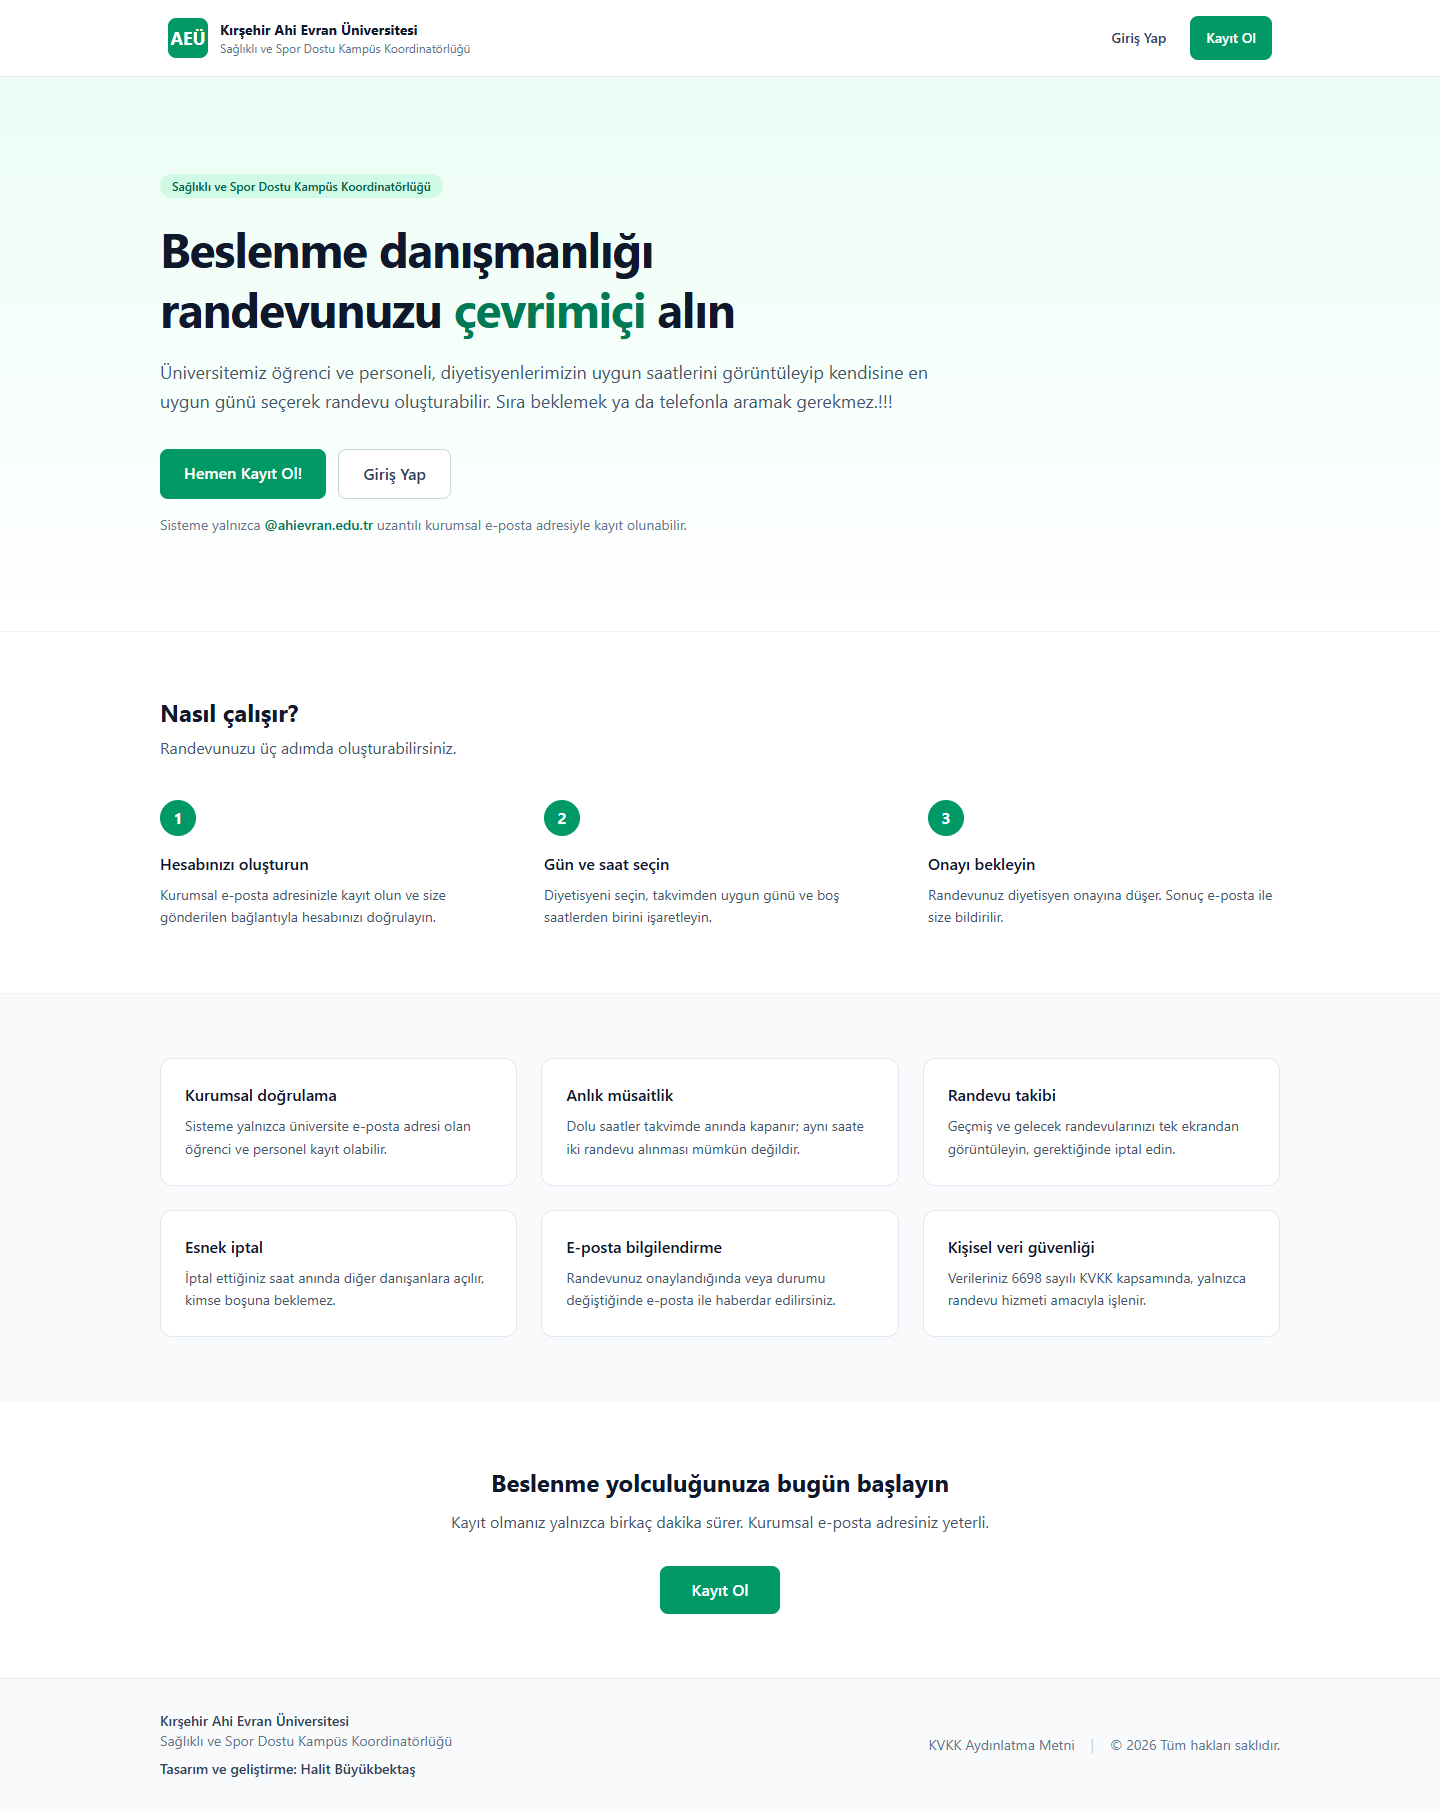 AEÜ
Kırşehir Ahi Evran Üniversitesi
Sağlıklı ve Spor Dostu Kampüs Koordinatörlüğü
Giriş Yap
Kayıt Ol
Sağlıklı ve Spor Dostu Kampüs Koordinatörlüğü
Beslenme danışmanlığı
randevunuzu çevrimiçi alın
Üniversitemiz öğrenci ve personeli, diyetisyenlerimizin uygun saatlerini görüntüleyip kendisine en
uygun günü seçerek randevu oluşturabilir. Sıra beklemek ya da telefonla aramak gerekmez.!!!
Hemen Kayıt Ol!
Giriş Yap
Sisteme yalnızca @ahievran.edu.tr uzantılı kurumsal e-posta adresiyle kayıt olunabilir.
Nasıl çalışır?
Randevunuzu üç adımda oluşturabilirsiniz.
1
Hesabınızı oluşturun
Kurumsal e-posta adresinizle kayıt olun ve size
gönderilen bağlantıyla hesabınızı doğrulayın.
2
Gün ve saat seçin
Diyetisyeni seçin, takvimden uygun günü ve boş
saatlerden birini işaretleyin.
3
Onayı bekleyin
Randevunuz diyetisyen onayına düşer. Sonuç e-posta ile
size bildirilir.
Kurumsal doğrulama
Sisteme yalnızca üniversite e-posta adresi olan
öğrenci ve personel kayıt olabilir.
Anlık müsaitlik
Dolu saatler takvimde anında kapanır; aynı saate
iki randevu alınması mümkün değildir.
Randevu takibi
Geçmiş ve gelecek randevularınızı tek ekrandan
görüntüleyin, gerektiğinde iptal edin.
Esnek iptal
İptal ettiğiniz saat anında diğer danışanlara açılır,
kimse boşuna beklemez.
E-posta bilgilendirme
Randevunuz onaylandığında veya durumu
değiştiğinde e-posta ile haberdar edilirsiniz.
Kişisel veri güvenliği
Verileriniz 6698 sayılı KVKK kapsamında, yalnızca
randevu hizmeti amacıyla işlenir.
Beslenme yolculuğunuza bugün başlayın
Kayıt olmanız yalnızca birkaç dakika sürer. Kurumsal e-posta adresiniz yeterli.
Kayıt Ol
Kırşehir Ahi Evran Üniversitesi
Sağlıklı ve Spor Dostu Kampüs Koordinatörlüğü
Tasarım ve geliştirme: Halit Büyükbektaş
KVKK Aydınlatma Metni | © 2026 Tüm hakları saklıdır.